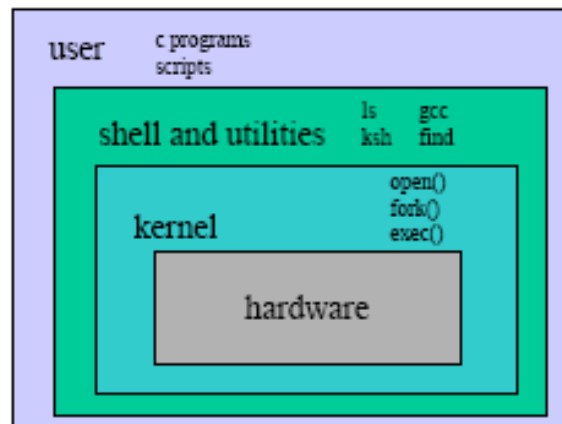 user
c programs
scripts
shell and utilities
ls gcc
ksh find
kernel
open()
fork()
exec()
hardware